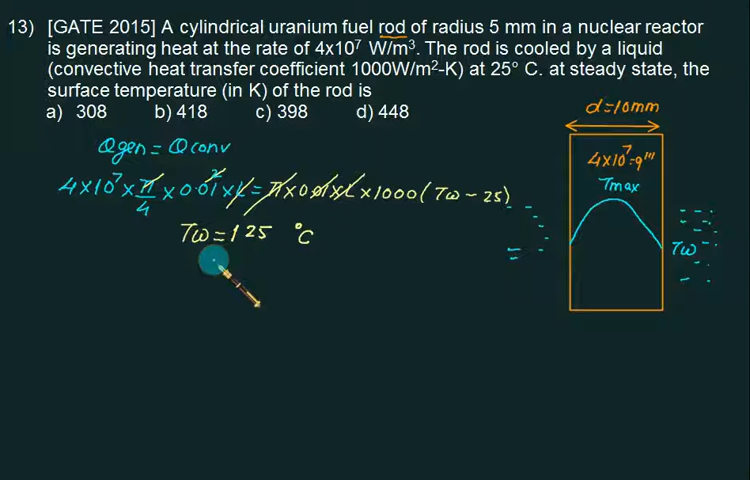 13) [GATE 2015] A cylindrical uranium fuel rod of radius 5 mm in a nuclear reactor
is generating heat at the rate of 4x10⁷ W/m³. The rod is cooled by a liquid
(convective heat transfer coefficient 1000W/m²-K) at 25° C. at steady state, the
surface temperature (in K) of the rod is
a) 308 b) 418 c) 398 d) 448
d=10mm
Qgen = Qconv
4x10⁷=q'''
4x10⁷ x π/4 x 0.01² x L = π x 0.01 x L x 1000 (Tw - 25)
Tmax
Tw = 125 °C
Tw